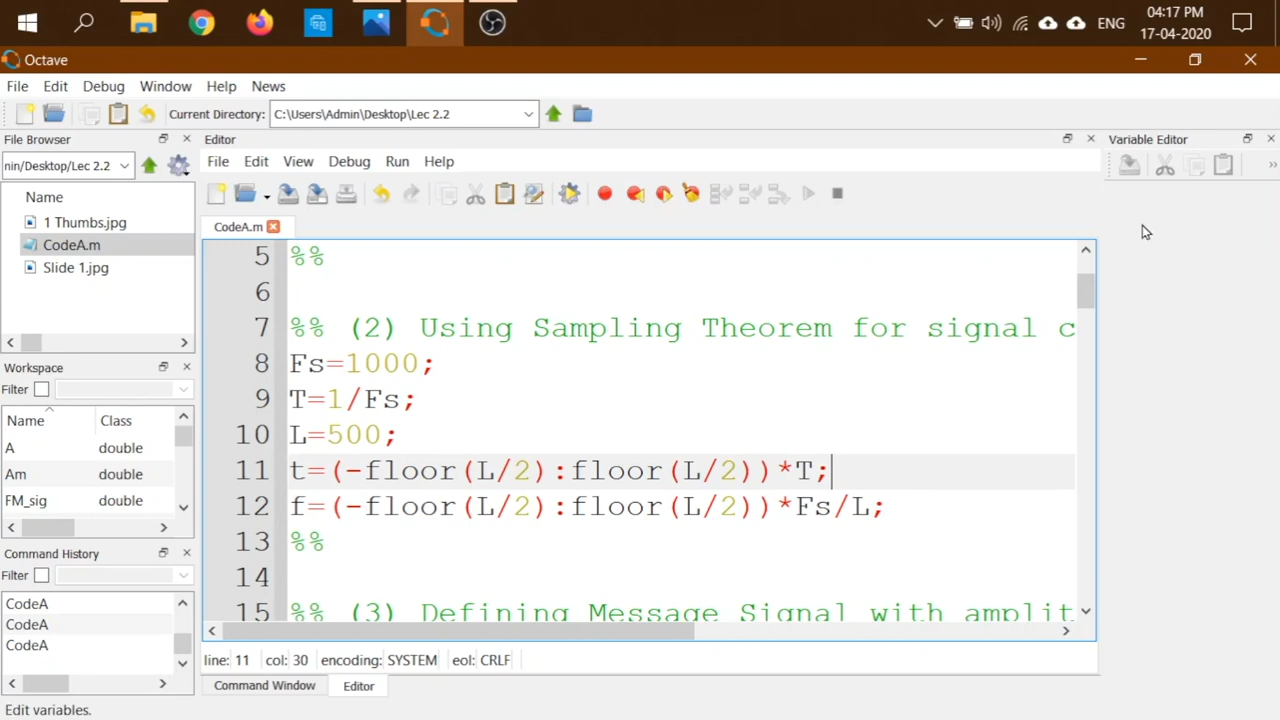 ENG
04:17 PM
17-04-2020
Octave
File Edit Debug Window Help News
Current Directory: C:\Users\Admin\Desktop\Lec 2.2
File Browser
nin/Desktop/Lec 2.2
Name
1 Thumbs.jpg
CodeA.m
Slide 1.jpg
Workspace
Filter
Name Class
A double
Am double
FM_sig double
Command History
Filter
CodeA
CodeA
CodeA
Editor
File Edit View Debug Run Help
CodeA.m
5 %%
6
7 %% (2) Using Sampling Theorem for signal c
8 Fs=1000;
9 T=1/Fs;
10 L=500;
11 t=(-floor(L/2):floor(L/2))*T;
12 f=(-floor(L/2):floor(L/2))*Fs/L;
13 %%
14
15 %% (3) Defining Message Signal with amplit
line: 11 col: 30 encoding: SYSTEM eol: CRLF
Command Window Editor
Variable Editor
»
Edit variables.